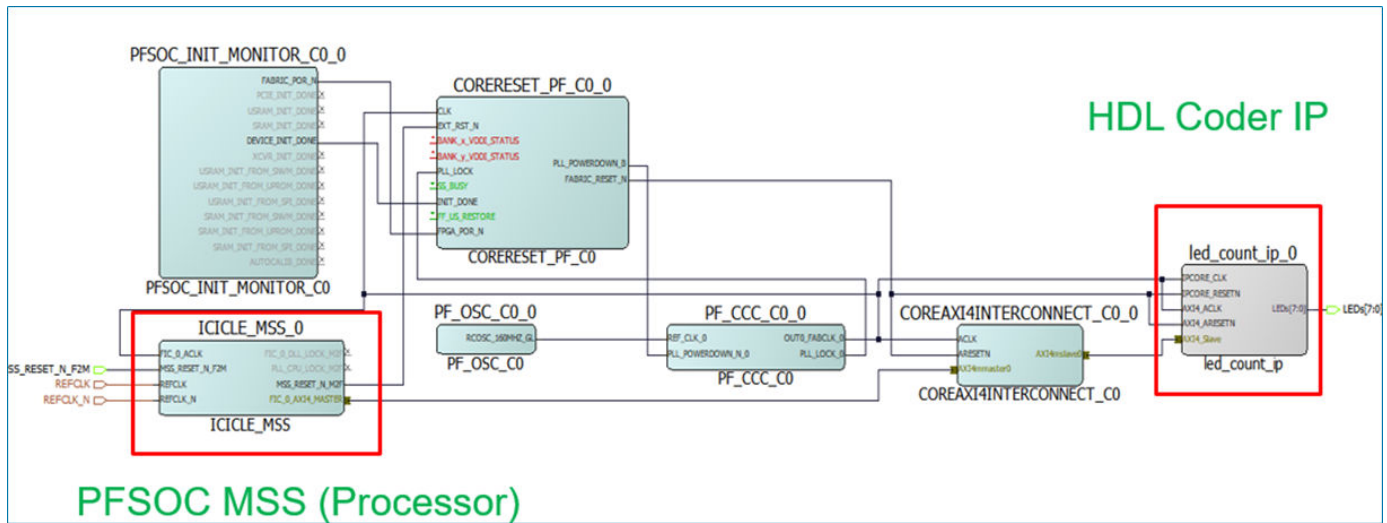 PFSOC_INIT_MONITOR_C0_0
FABRIC_POR_N
PCIE_INIT_DONE
USRAM_INIT_DONE
SRAM_INIT_DONE
DEVICE_INIT_DONE
XCVR_INIT_DONE
USRAM_INIT_FROM_SNVM_DONE
USRAM_INIT_FROM_UPROM_DONE
USRAM_INIT_FROM_SPI_DONE
SRAM_INIT_FROM_SNVM_DONE
SRAM_INIT_FROM_UPROM_DONE
SRAM_INIT_FROM_SPI_DONE
AUTOCALIB_DONE
PFSOC_INIT_MONITOR_C0
CORERESET_PF_C0_0
CLK
EXT_RST_N
BANK_x_VDDI_STATUS
BANK_y_VDDI_STATUS
PLL_LOCK
SS_BUSY
INIT_DONE
FF_US_RESTORE
FPGA_POR_N
PLL_POWERDOWN_B
FABRIC_RESET_N
CORERESET_PF_C0
HDL Coder IP
led_count_ip_0
IPCORE_CLK
IPCORE_RESETN
AXI4_ACLK
AXI4_ARESETN
AXI4_Slave
LEDs[7:0]
LEDs[7:0]
led_count_ip
ICICLE_MSS_0
FIC_0_ACLK
MSS_RESET_N_F2M
REFCLK
REFCLK_N
FIC_0_DLL_LOCK_M2F
PLL_CPU_LOCK_M2F
MSS_RESET_N_M2F
FIC_0_AXI4_MASTER
SS_RESET_N_F2M
REFCLK
REFCLK_N
ICICLE_MSS
PF_OSC_C0_0
RCOSC_160MHZ_GL
PF_OSC_C0
PF_CCC_C0_0
REF_CLK_0
PLL_POWERDOWN_N_0
OUT0_FABCLK_0
PLL_LOCK_0
PF_CCC_C0
COREAXI4INTERCONNECT_C0_0
ACLK
ARESETN
AXI4mmaster0
AXI4mslave0
COREAXI4INTERCONNECT_C0
PFSOC MSS (Processor)